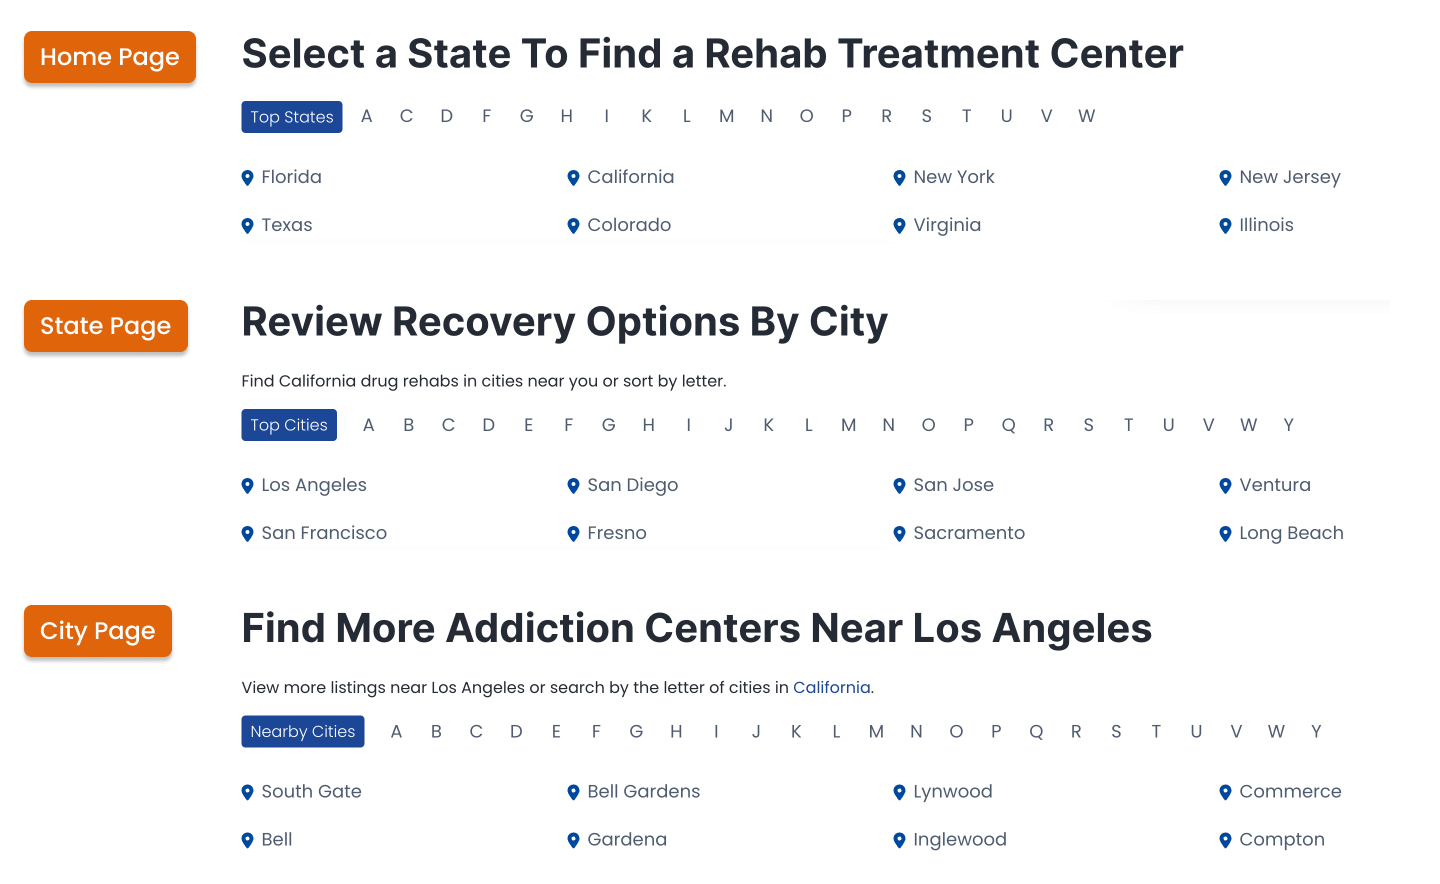 Home Page
Select a State To Find a Rehab Treatment Center
Top States A C D F G H I K L M N O P R S T U V W
Florida California New York New Jersey
Texas Colorado Virginia Illinois
State Page
Review Recovery Options By City
Find California drug rehabs in cities near you or sort by letter.
Top Cities A B C D E F G H I J K L M N O P Q R S T U V W Y
Los Angeles San Diego San Jose Ventura
San Francisco Fresno Sacramento Long Beach
City Page
Find More Addiction Centers Near Los Angeles
View more listings near Los Angeles or search by the letter of cities in California.
Nearby Cities A B C D E F G H I J K L M N O P Q R S T U V W Y
South Gate Bell Gardens Lynwood Commerce
Bell Gardena Inglewood Compton